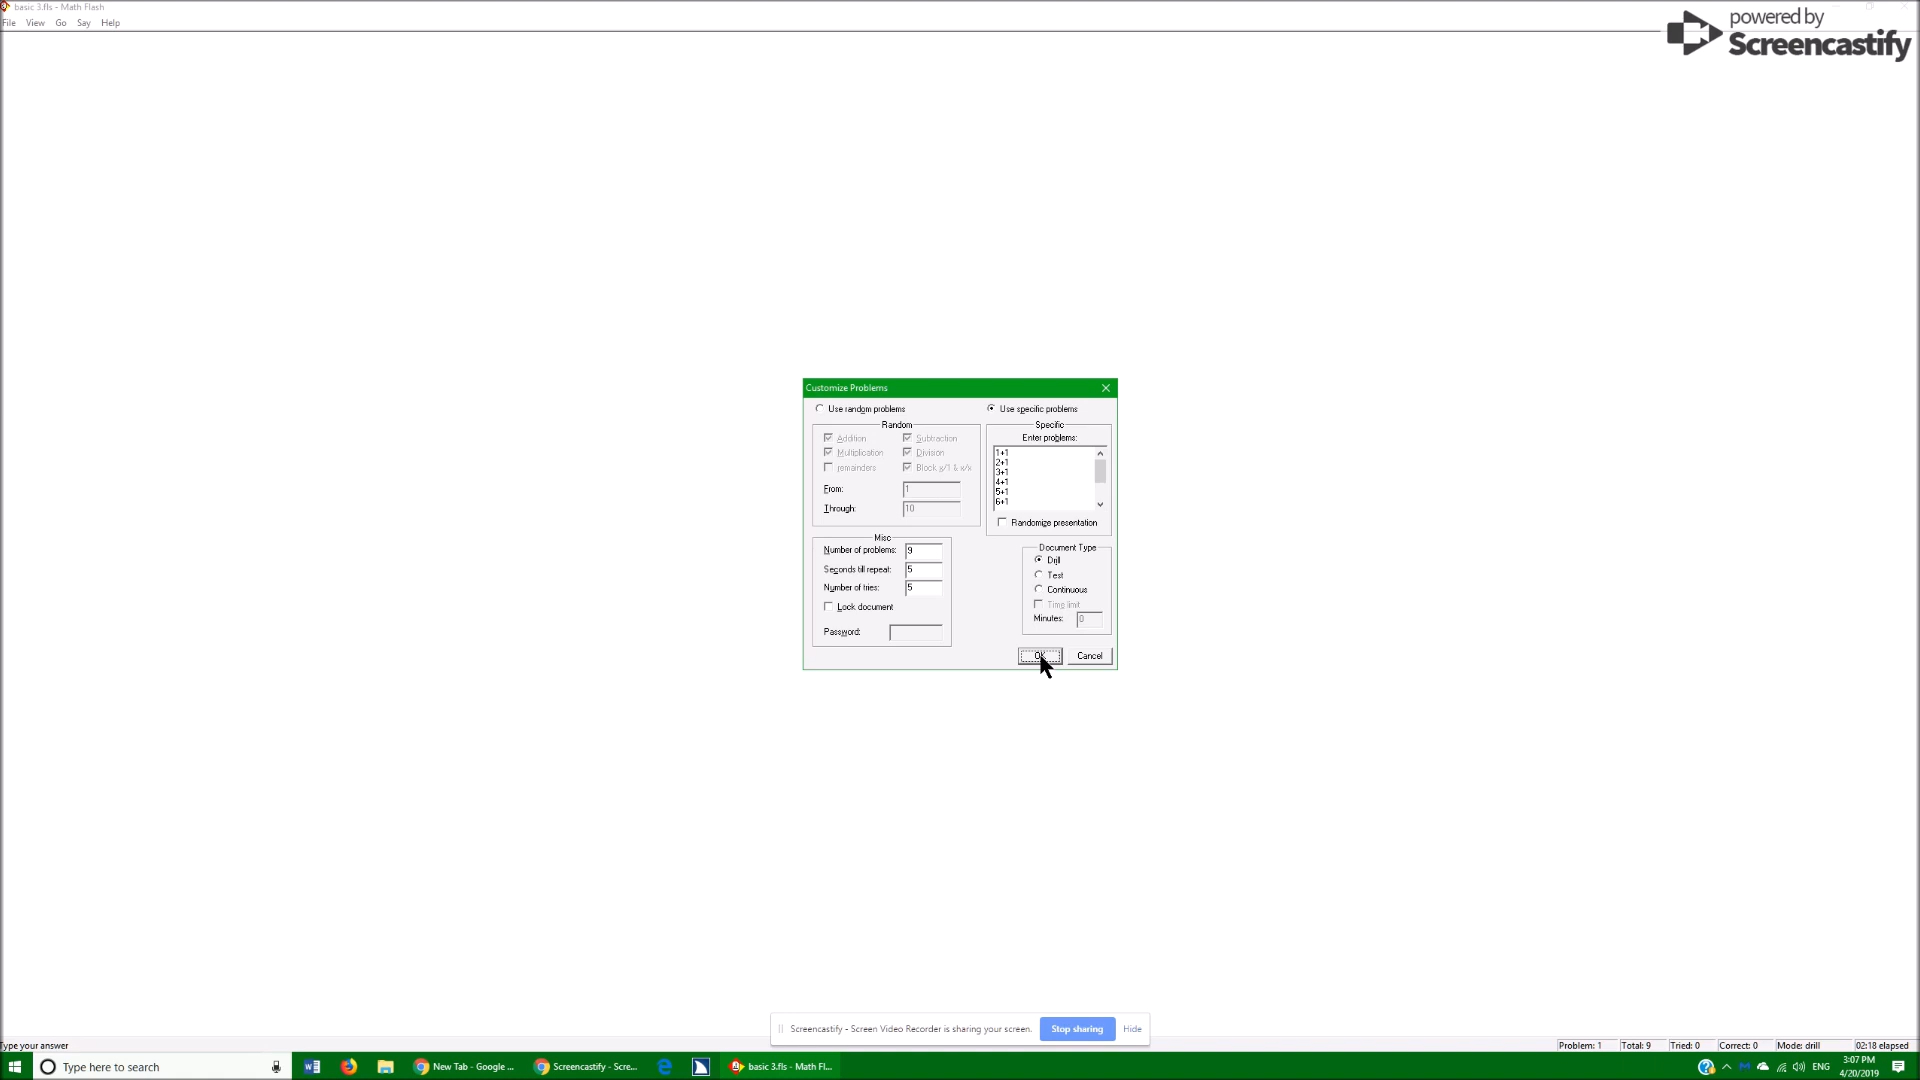 basic 3.fls - Math Flash
File View Go Say Help
powered by
Screencastify
Customize Problems
Use random problems
Use specific problems
Random
Addition
Subtraction
Multiplication
Division
remainders
Block x/1 & x/x
From: 1
Through: 10
Specific
Enter problems:
1+1
2+1
3+1
4+1
5+1
6+1
Randomize presentation
Misc
Number of problems: 9
Seconds till repeat: 5
Number of tries: 5
Lock document
Password:
Document Type
Drill
Test
Continuous
Time limit
Minutes: 0
OK
Cancel
Screencastify - Screen Video Recorder is sharing your screen. Stop sharing Hide
Type your answer
Problem: 1 Total: 9 Tried: 0 Correct: 0 Mode: drill 02:18 elapsed
Type here to search
New Tab - Google ...
Screencastify - Scre...
basic 3.fls - Math Fl...
ENG
3:07 PM
4/20/2019